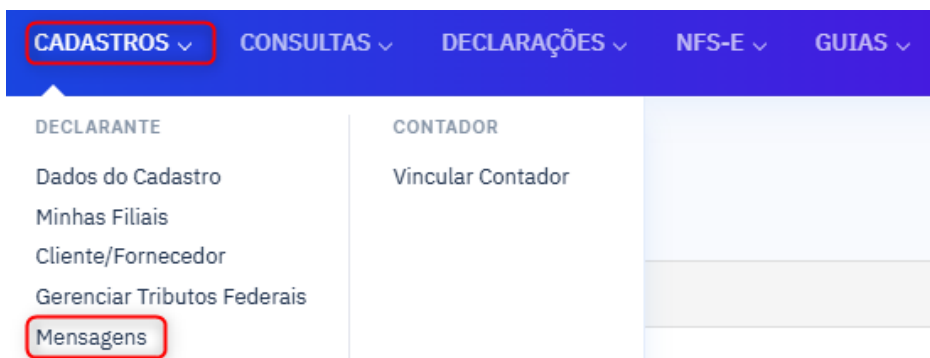 CADASTROS CONSULTAS DECLARAÇÕES NFS-E GUIAS
DECLARANTE
Dados do Cadastro
Minhas Filiais
Cliente/Fornecedor
Gerenciar Tributos Federais
Mensagens
CONTADOR
Vincular Contador